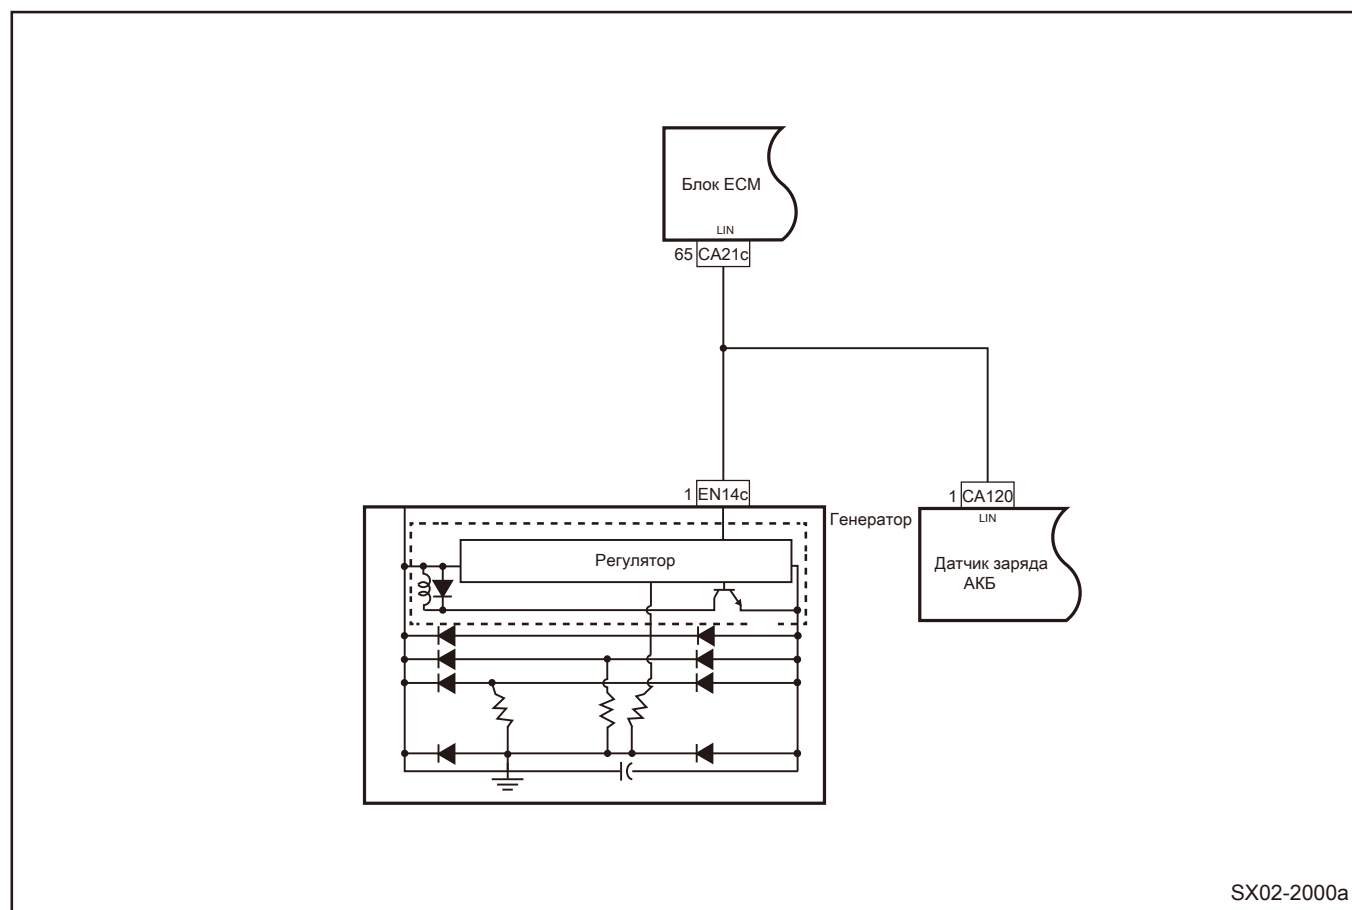 Блок ECM
LIN
65 CA21c
1 EN14c
1 CA120
Генератор
LIN
Регулятор
Датчик заряда
АКБ
SX02-2000a